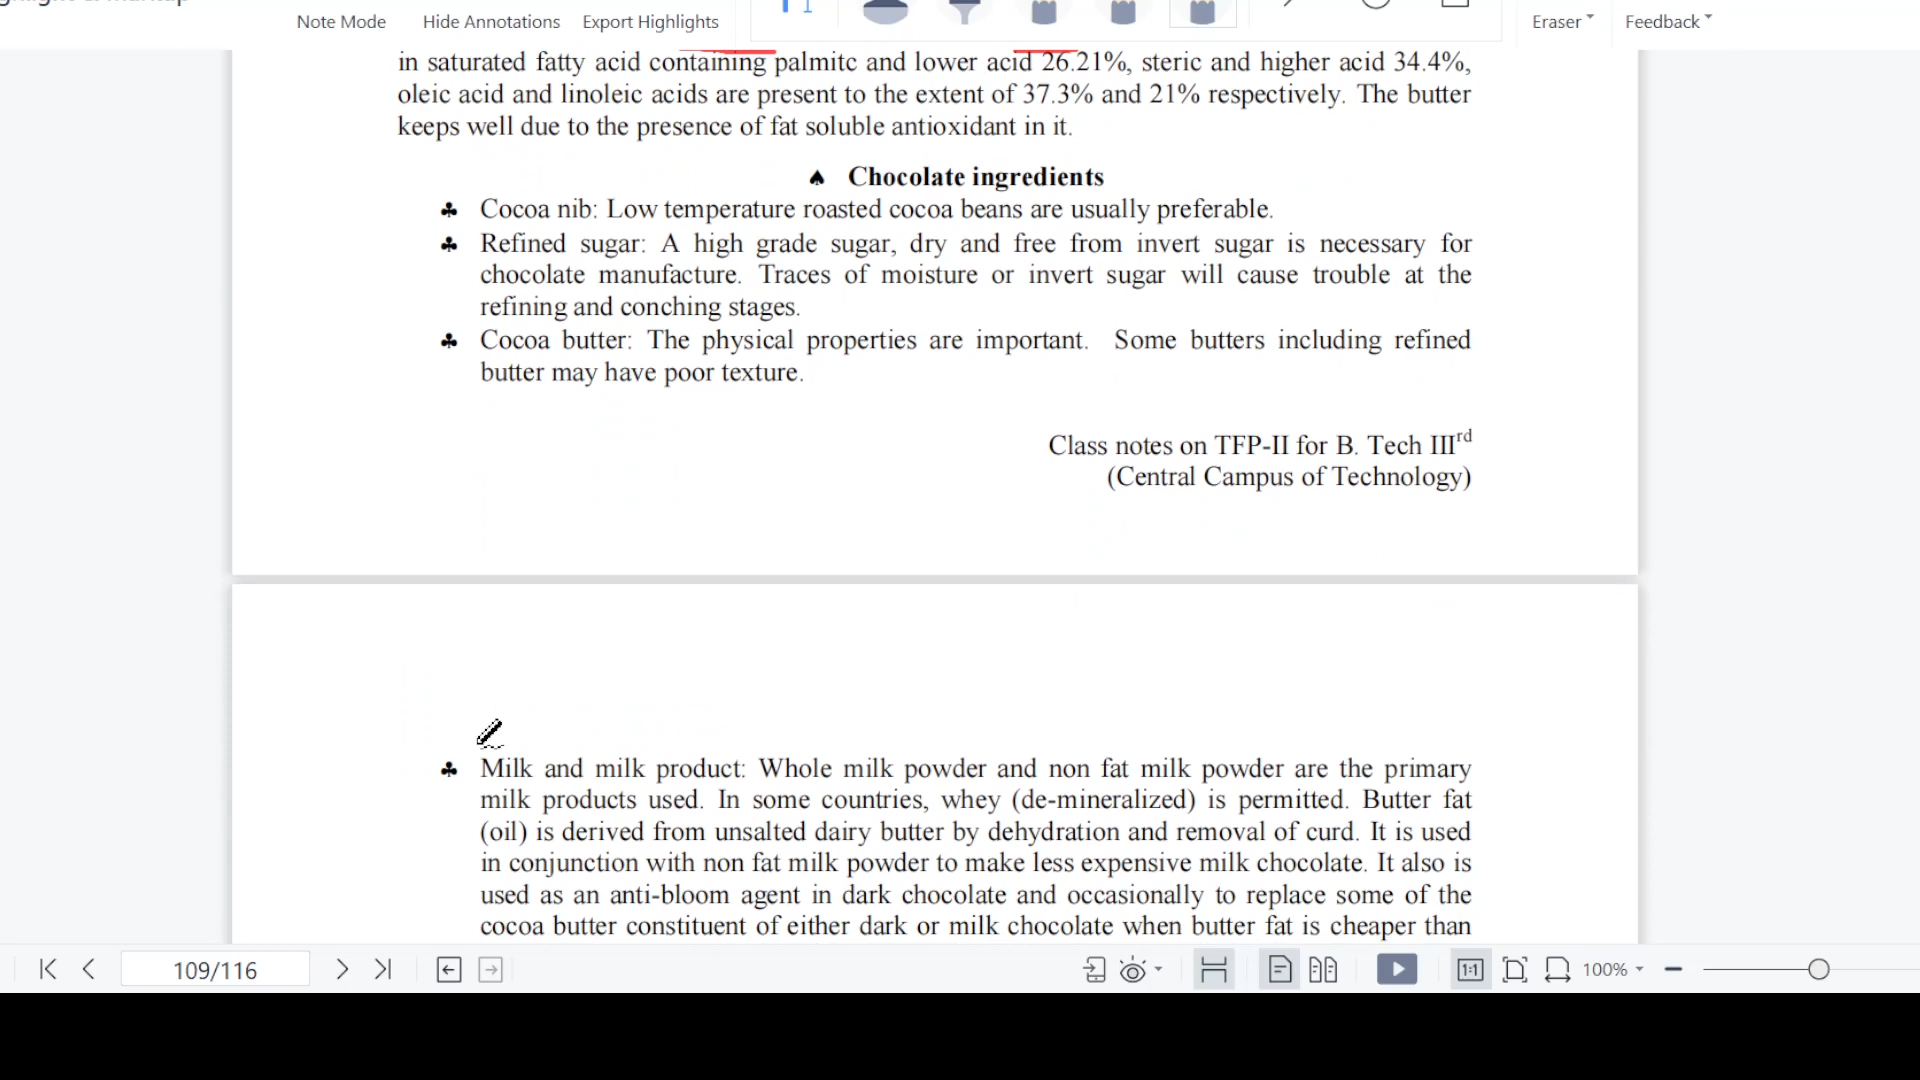 Note Mode Hide Annotations Export Highlights Eraser Feedback
in saturated fatty acid containing palmitc and lower acid 26.21%, steric and higher acid 34.4%,
oleic acid and linoleic acids are present to the extent of 37.3% and 21% respectively. The butter
keeps well due to the presence of fat soluble antioxidant in it.
♠ Chocolate ingredients
♣ Cocoa nib: Low temperature roasted cocoa beans are usually preferable.
♣ Refined sugar: A high grade sugar, dry and free from invert sugar is necessary for
chocolate manufacture. Traces of moisture or invert sugar will cause trouble at the
refining and conching stages.
♣ Cocoa butter: The physical properties are important. Some butters including refined
butter may have poor texture.
Class notes on TFP-II for B. Tech IIIrd
(Central Campus of Technology)
♣ Milk and milk product: Whole milk powder and non fat milk powder are the primary
milk products used. In some countries, whey (de-mineralized) is permitted. Butter fat
(oil) is derived from unsalted dairy butter by dehydration and removal of curd. It is used
in conjunction with non fat milk powder to make less expensive milk chocolate. It also is
used as an anti-bloom agent in dark chocolate and occasionally to replace some of the
cocoa butter constituent of either dark or milk chocolate when butter fat is cheaper than
109/116 1:1 100%